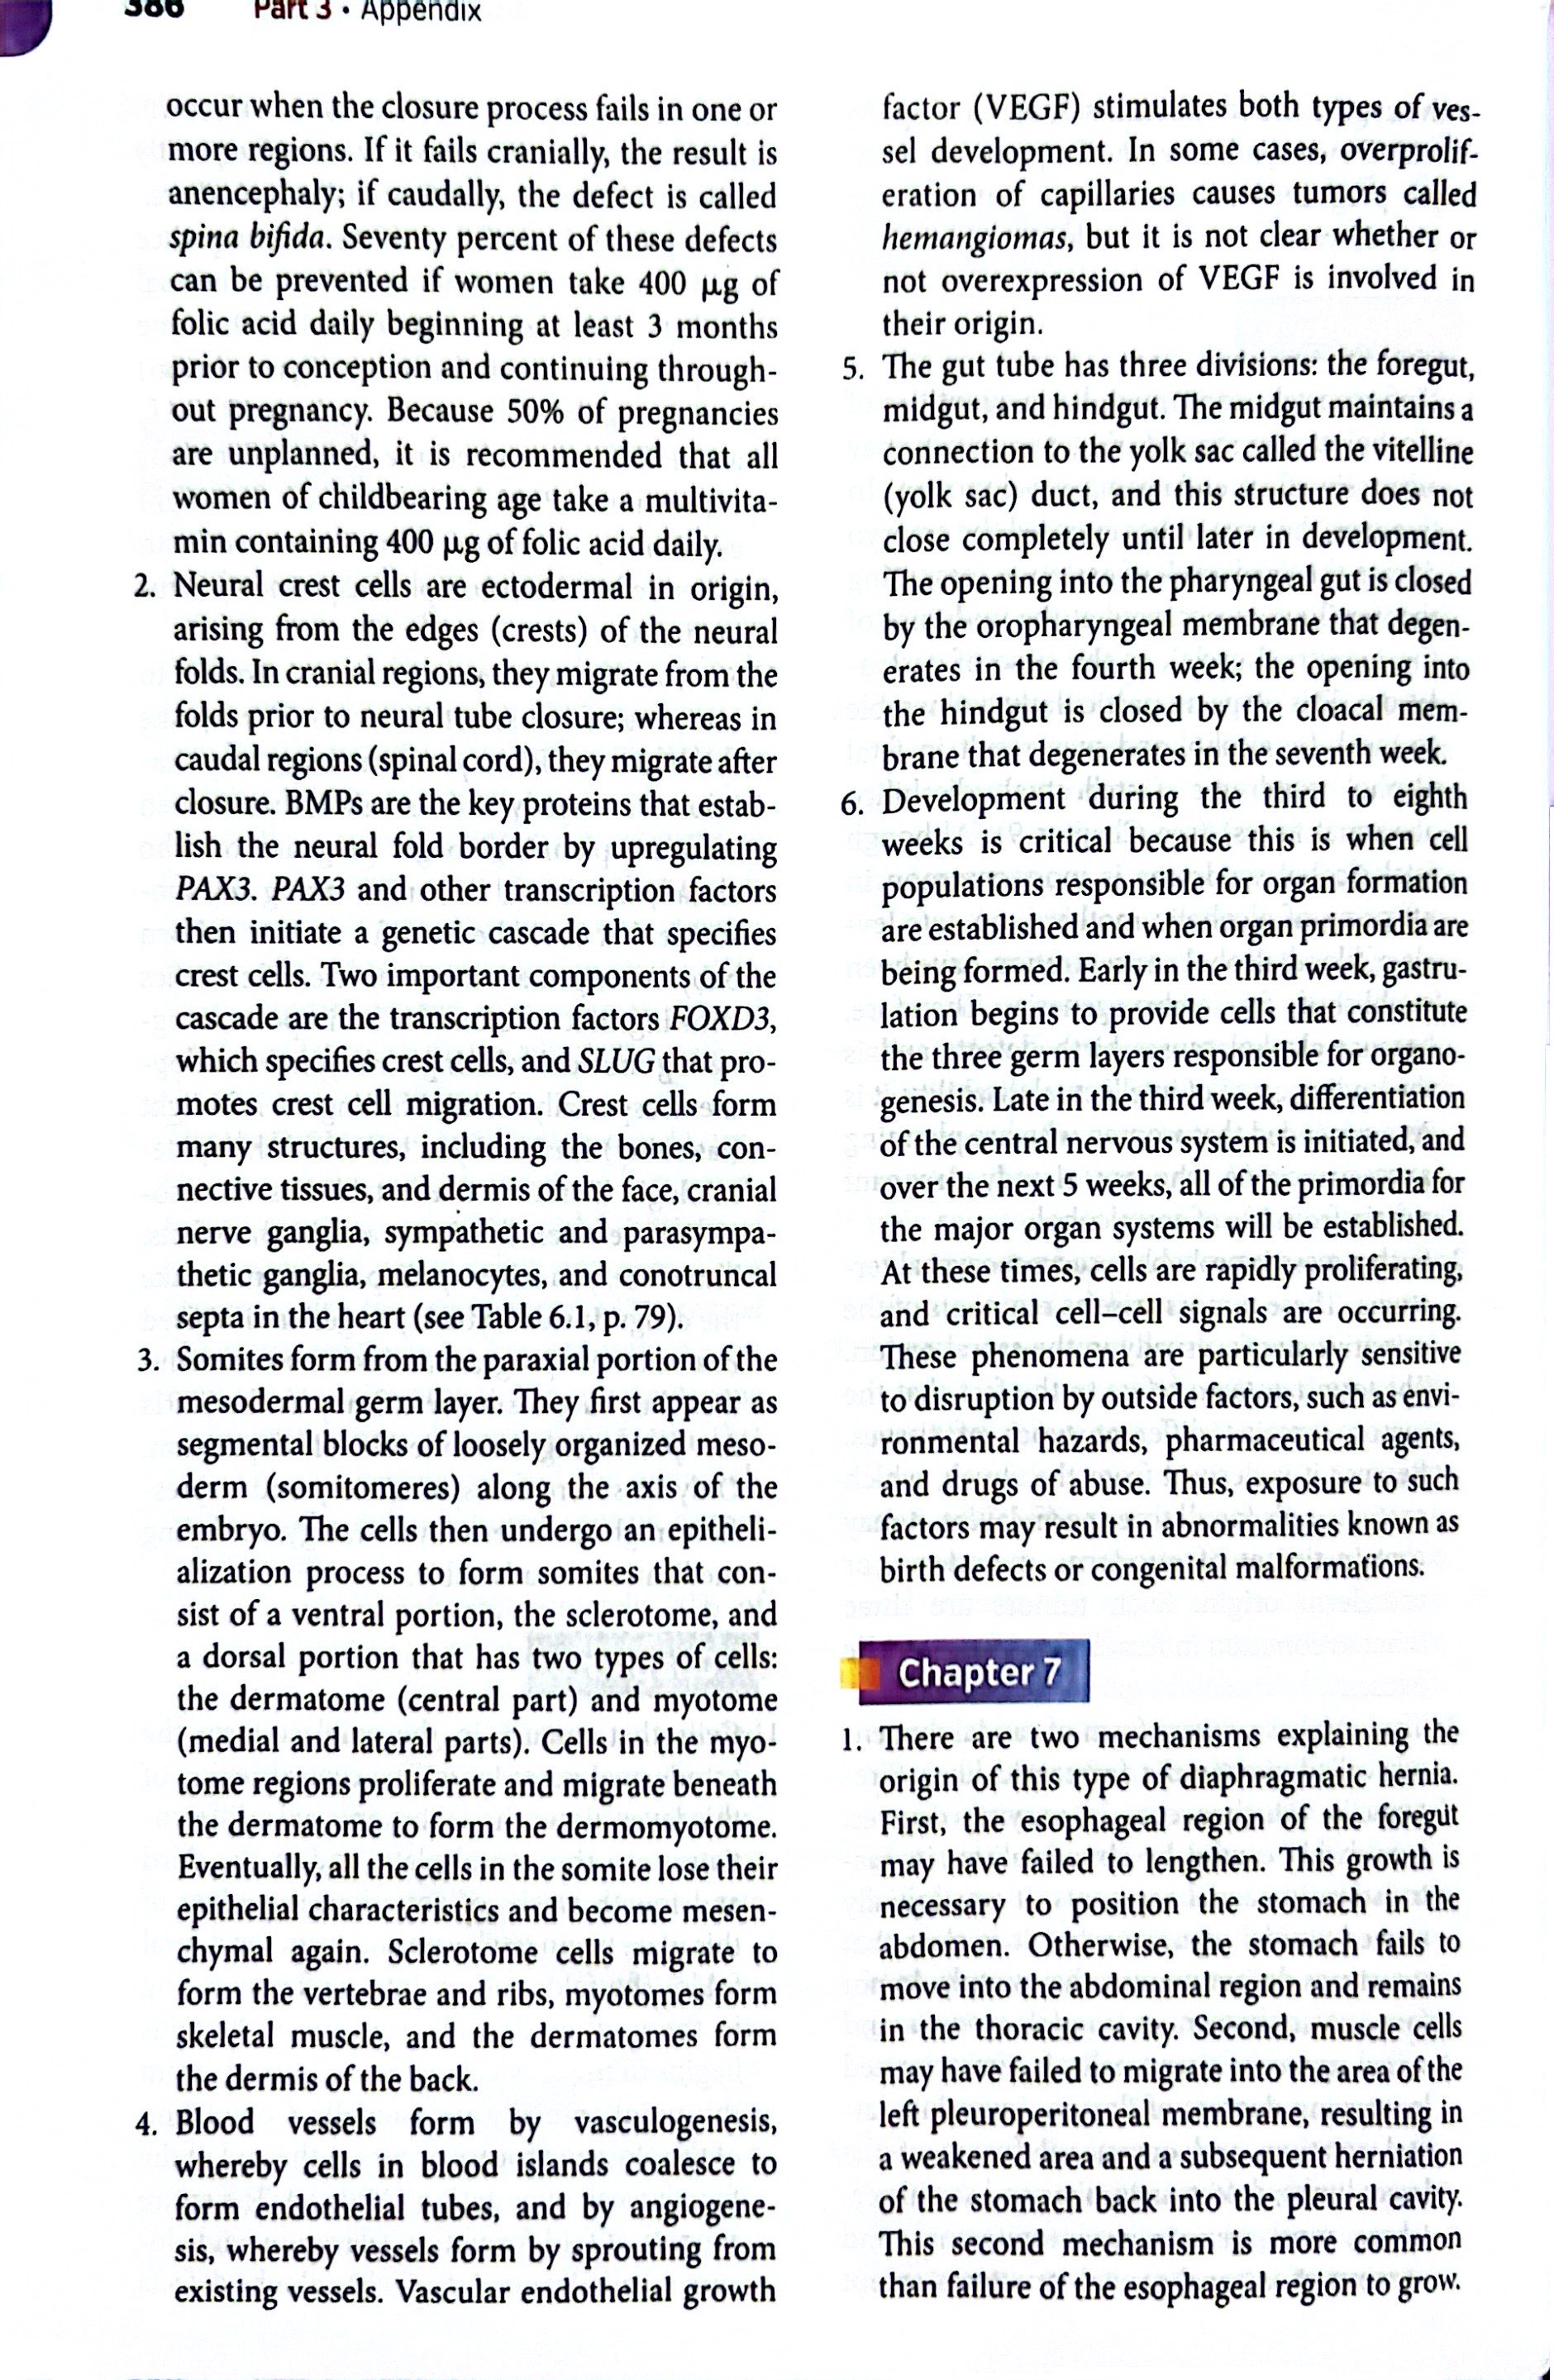 386 Part 3 • Appendix
occur when the closure process fails in one or
more regions. If it fails cranially, the result is
anencephaly; if caudally, the defect is called
spina bifida. Seventy percent of these defects
can be prevented if women take 400 μg of
folic acid daily beginning at least 3 months
prior to conception and continuing through-
out pregnancy. Because 50% of pregnancies
are unplanned, it is recommended that all
women of childbearing age take a multivita-
min containing 400 μg of folic acid daily.
2. Neural crest cells are ectodermal in origin,
arising from the edges (crests) of the neural
folds. In cranial regions, they migrate from the
folds prior to neural tube closure; whereas in
caudal regions (spinal cord), they migrate after
closure. BMPs are the key proteins that estab-
lish the neural fold border by upregulating
PAX3. PAX3 and other transcription factors
then initiate a genetic cascade that specifies
crest cells. Two important components of the
cascade are the transcription factors FOXD3,
which specifies crest cells, and SLUG that pro-
motes crest cell migration. Crest cells form
many structures, including the bones, con-
nective tissues, and dermis of the face, cranial
nerve ganglia, sympathetic and parasympa-
thetic ganglia, melanocytes, and conotruncal
septa in the heart (see Table 6.1, p. 79).
3. Somites form from the paraxial portion of the
mesodermal germ layer. They first appear as
segmental blocks of loosely organized meso-
derm (somitomeres) along the axis of the
embryo. The cells then undergo an epitheli-
alization process to form somites that con-
sist of a ventral portion, the sclerotome, and
a dorsal portion that has two types of cells:
the dermatome (central part) and myotome
(medial and lateral parts). Cells in the myo-
tome regions proliferate and migrate beneath
the dermatome to form the dermomyotome.
Eventually, all the cells in the somite lose their
epithelial characteristics and become mesen-
chymal again. Sclerotome cells migrate to
form the vertebrae and ribs, myotomes form
skeletal muscle, and the dermatomes form
the dermis of the back.
4. Blood vessels form by vasculogenesis,
whereby cells in blood islands coalesce to
form endothelial tubes, and by angiogene-
sis, whereby vessels form by sprouting from
existing vessels. Vascular endothelial growth
factor (VEGF) stimulates both types of ves-
sel development. In some cases, overprolif-
eration of capillaries causes tumors called
hemangiomas, but it is not clear whether or
not overexpression of VEGF is involved in
their origin.
5. The gut tube has three divisions: the foregut,
midgut, and hindgut. The midgut maintains a
connection to the yolk sac called the vitelline
(yolk sac) duct, and this structure does not
close completely until later in development.
The opening into the pharyngeal gut is closed
by the oropharyngeal membrane that degen-
erates in the fourth week; the opening into
the hindgut is closed by the cloacal mem-
brane that degenerates in the seventh week.
6. Development during the third to eighth
weeks is critical because this is when cell
populations responsible for organ formation
are established and when organ primordia are
being formed. Early in the third week, gastru-
lation begins to provide cells that constitute
the three germ layers responsible for organo-
genesis. Late in the third week, differentiation
of the central nervous system is initiated, and
over the next 5 weeks, all of the primordia for
the major organ systems will be established.
At these times, cells are rapidly proliferating,
and critical cell–cell signals are occurring.
These phenomena are particularly sensitive
to disruption by outside factors, such as envi-
ronmental hazards, pharmaceutical agents,
and drugs of abuse. Thus, exposure to such
factors may result in abnormalities known as
birth defects or congenital malformations.
Chapter 7
1. There are two mechanisms explaining the
origin of this type of diaphragmatic hernia.
First, the esophageal region of the foregut
may have failed to lengthen. This growth is
necessary to position the stomach in the
abdomen. Otherwise, the stomach fails to
move into the abdominal region and remains
in the thoracic cavity. Second, muscle cells
may have failed to migrate into the area of the
left pleuroperitoneal membrane, resulting in
a weakened area and a subsequent herniation
of the stomach back into the pleural cavity.
This second mechanism is more common
than failure of the esophageal region to grow.